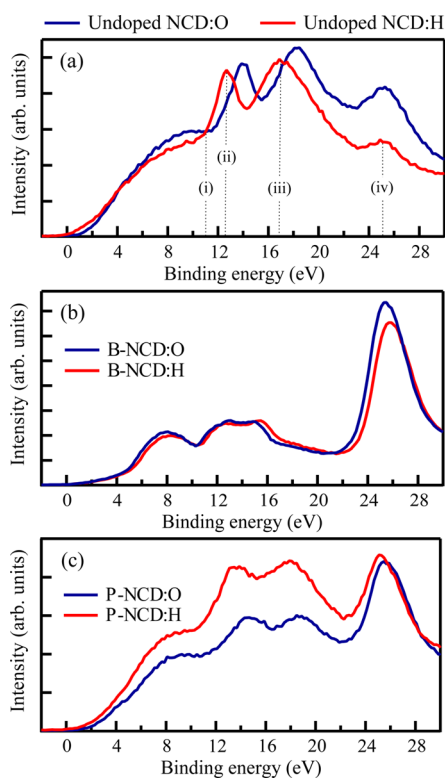 Undoped NCD:O Undoped NCD:H
(a)
(ii)
(i) (iii) (iv)
Intensity (arb. units)
0 4 8 12 16 20 24 28
Binding energy (eV)
(b)
B-NCD:O
B-NCD:H
Intensity (arb. units)
0 4 8 12 16 20 24 28
Binding energy (eV)
(c)
P-NCD:O
P-NCD:H
Intensity (arb. units)
0 4 8 12 16 20 24 28
Binding energy (eV)